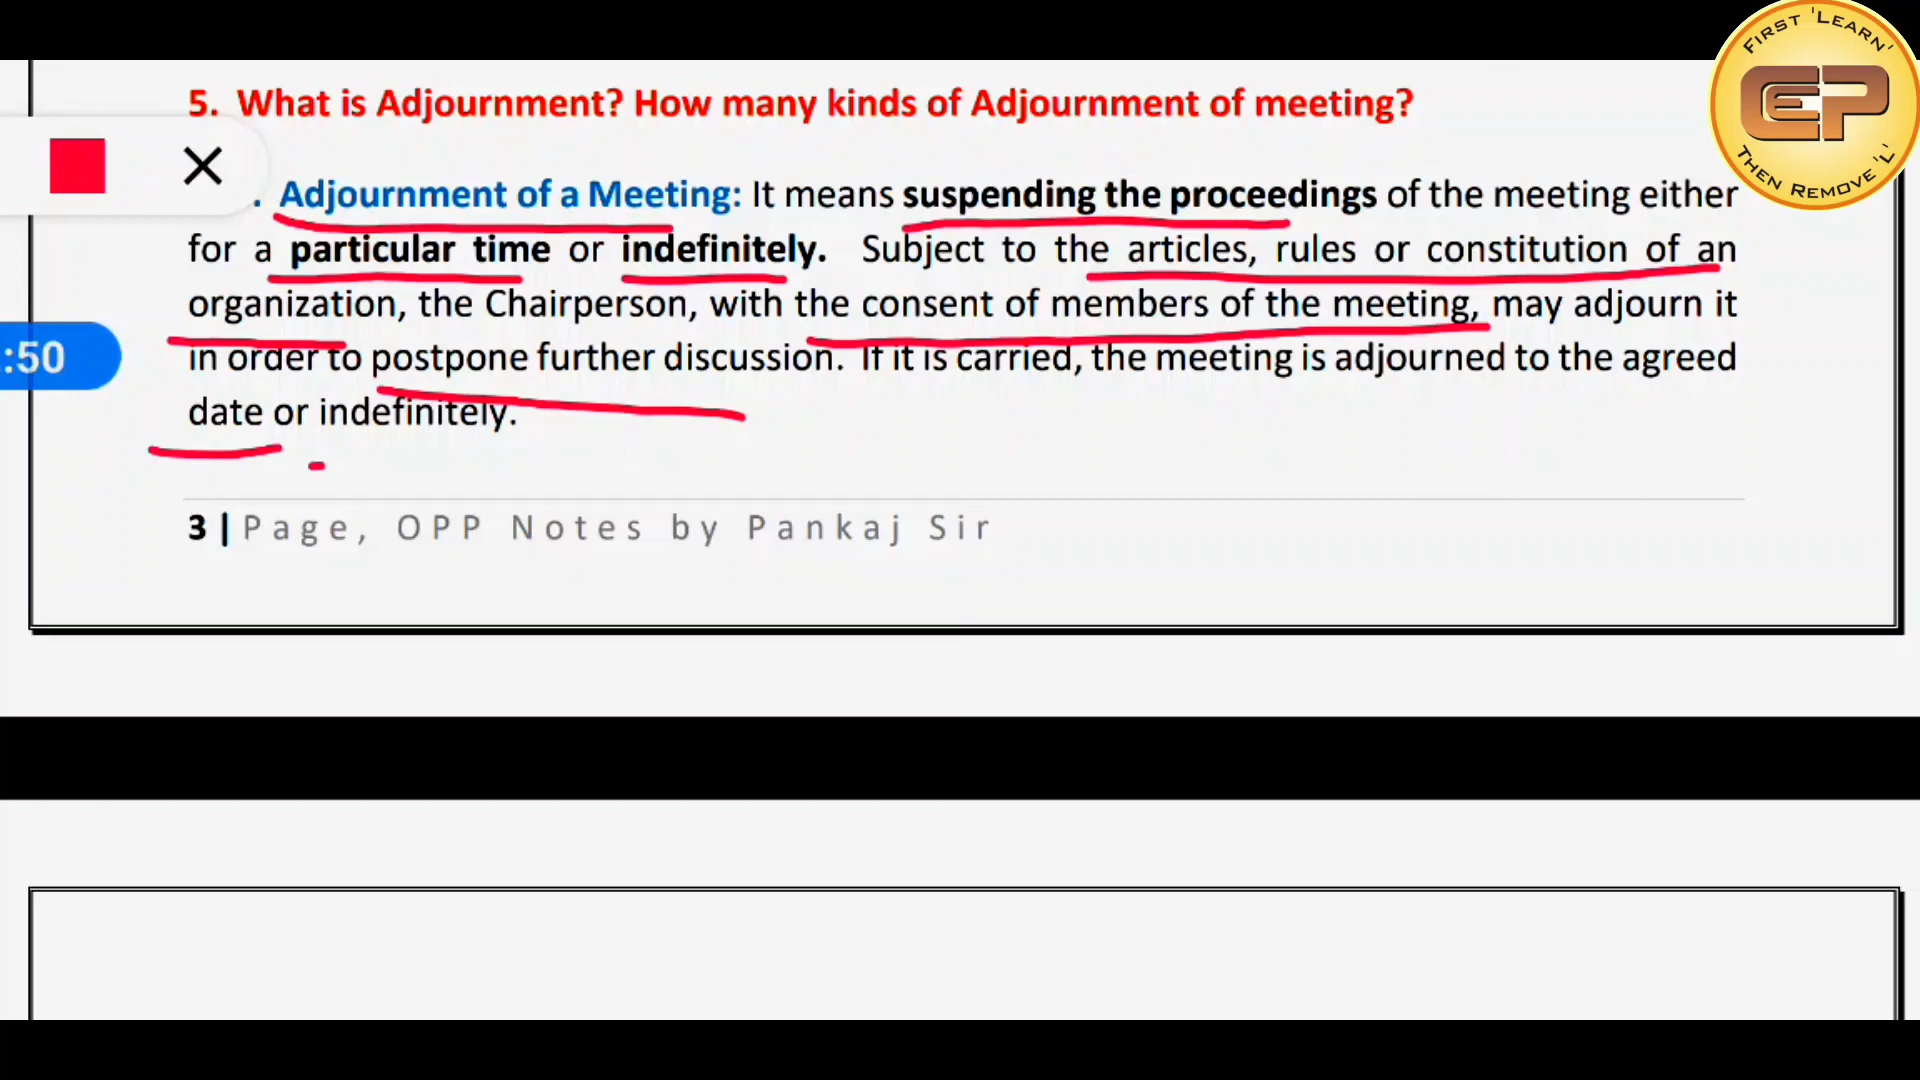 FIRST 'LEARN'
EP
THEN REMOVE 'L'
5. What is Adjournment? How many kinds of Adjournment of meeting?
. Adjournment of a Meeting: It means suspending the proceedings of the meeting either
for a particular time or indefinitely. Subject to the articles, rules or constitution of an
organization, the Chairperson, with the consent of members of the meeting, may adjourn it
:50
in order to postpone further discussion. If it is carried, the meeting is adjourned to the agreed
date or indefinitely.
3 | Page, OPP Notes by Pankaj Sir